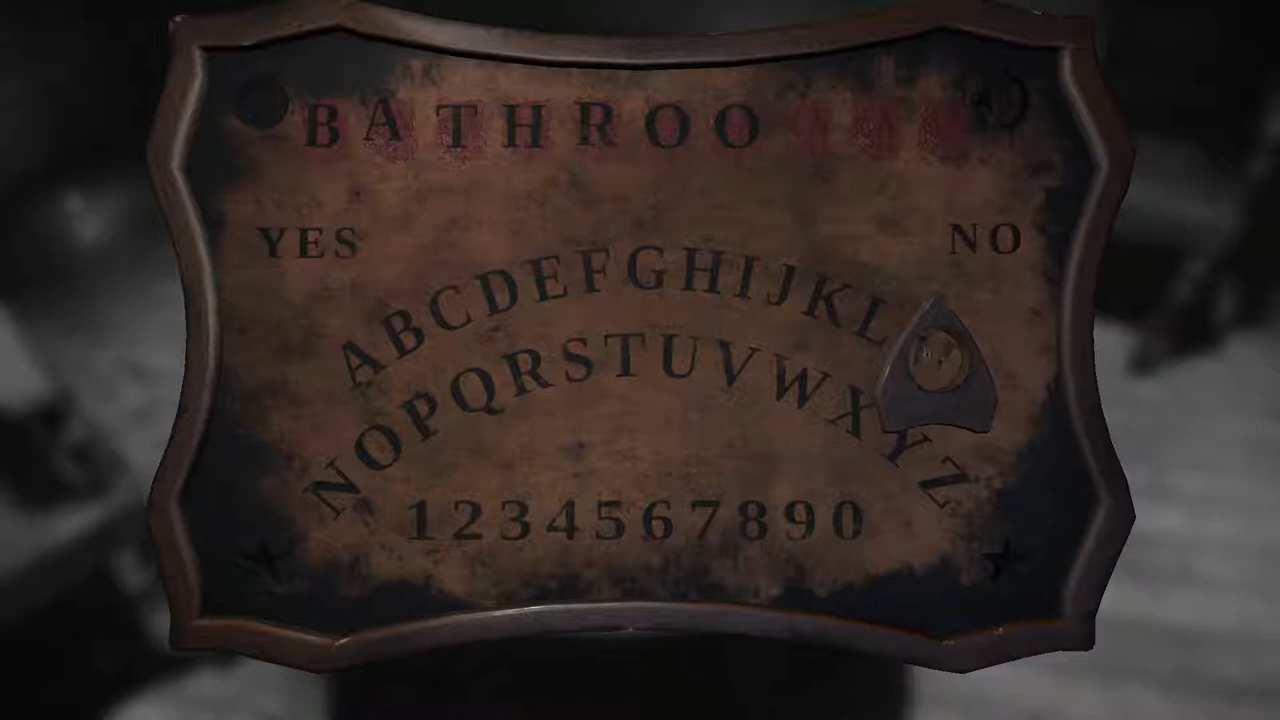 BATHROO
YES NO
ABCDEFGHIJKL
NOPQRSTUVWXYZ
1234567890